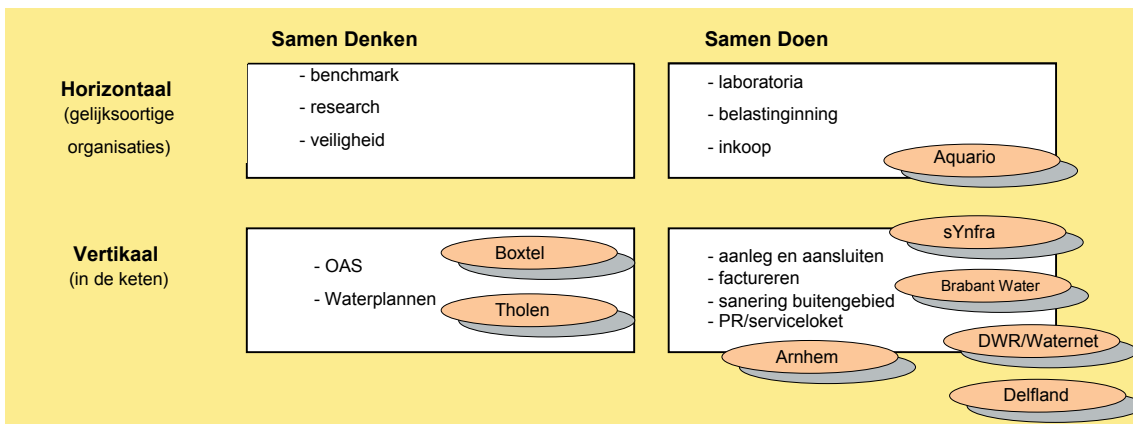 Samen Denken
Samen Doen
Horizontaal
(gelijksoortige
organisaties)
- benchmark
- research
- veiligheid
- laboratoria
- belastinginning
- inkoop
Aquario
Vertikaal
(in de keten)
- OAS
- Waterplannen
Boxtel
Tholen
- aanleg en aansluiten
- factureren
- sanering buitengebied
- PR/serviceloket
sYnfra
Brabant Water
DWR/Waternet
Arnhem
Delfland